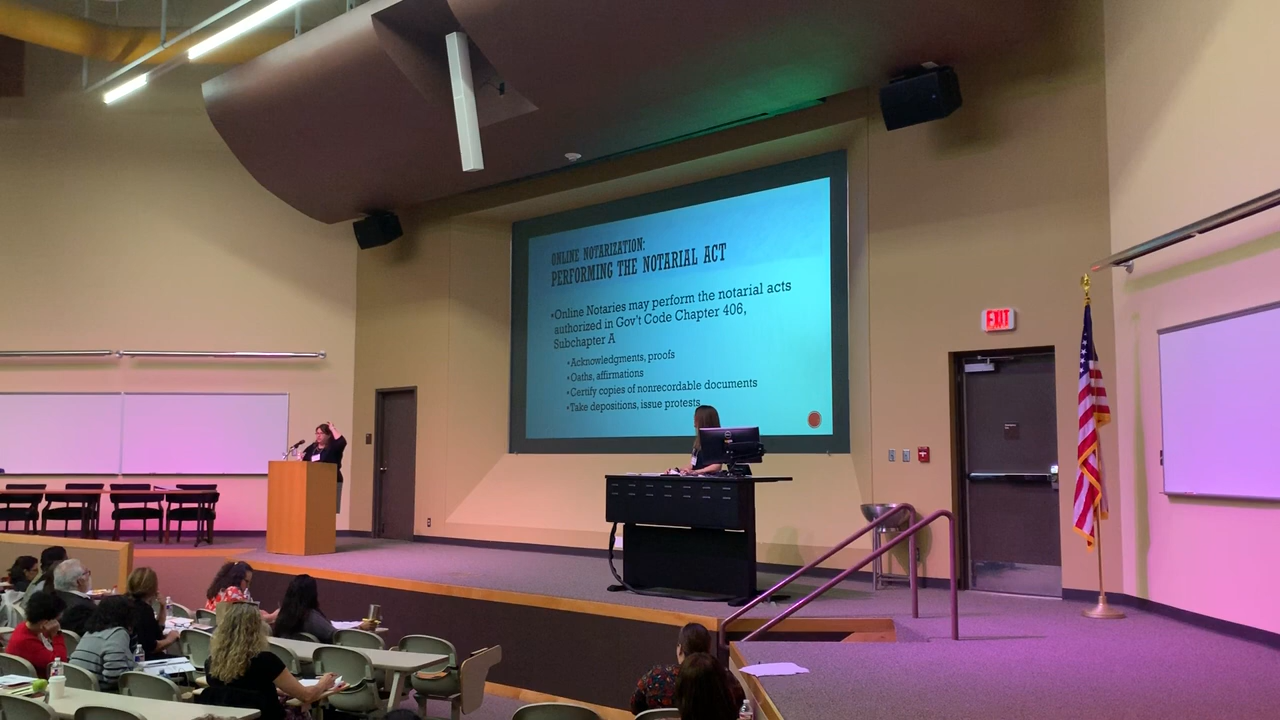 ONLINE NOTARIZATION:
PERFORMING THE NOTARIAL ACT
•Online Notaries may perform the notarial acts
authorized in Gov't Code Chapter 406,
Subchapter A
•Acknowledgments, proofs
•Oaths, affirmations
•Certify copies of nonrecordable documents
•Take depositions, issue protests
EXIT